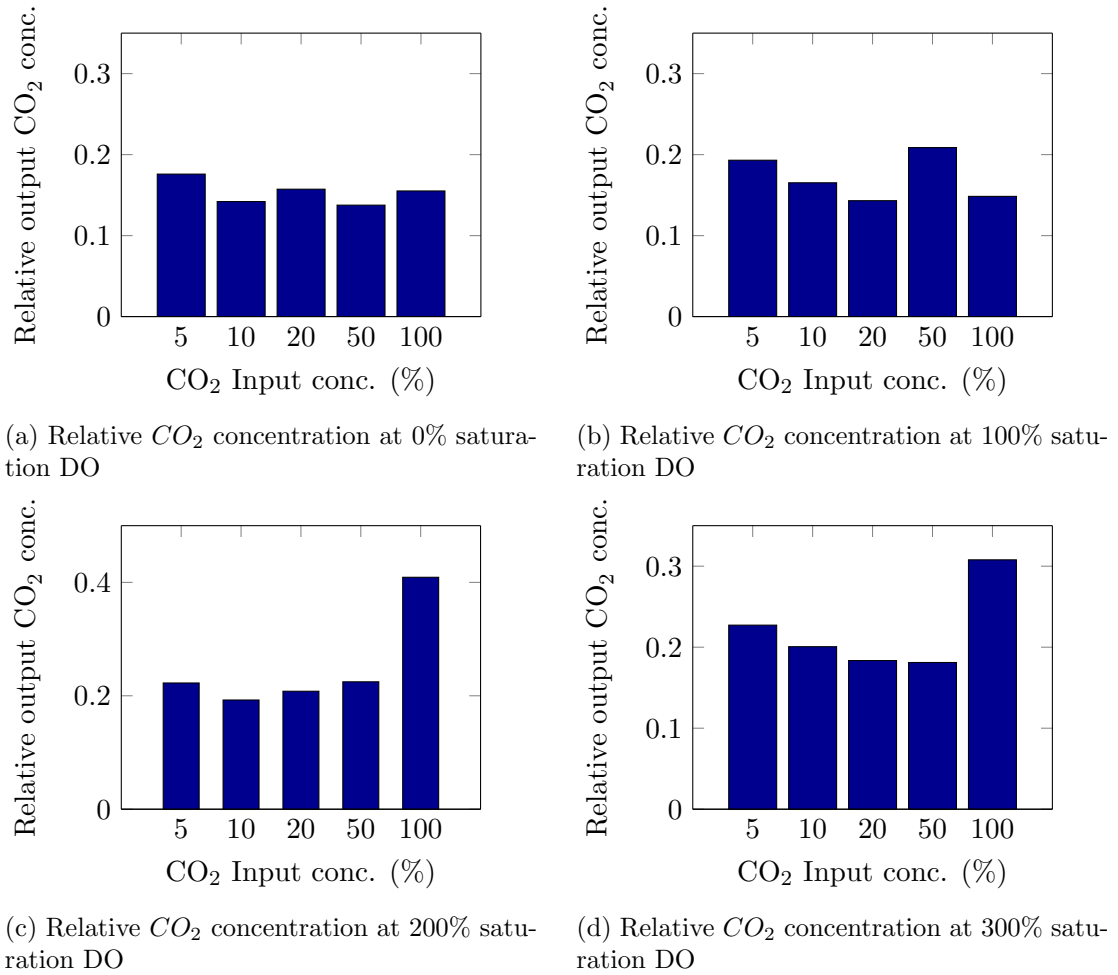 Relative output CO₂ conc.
0.3
0.2
0.1
0
5 10 20 50 100
CO₂ Input conc. (%)
(a) Relative CO₂ concentration at 0% satura-
tion DO
Relative output CO₂ conc.
0.3
0.2
0.1
0
5 10 20 50 100
CO₂ Input conc. (%)
(b) Relative CO₂ concentration at 100% satu-
ration DO
Relative output CO₂ conc.
0.4
0.2
0
5 10 20 50 100
CO₂ Input conc. (%)
(c) Relative CO₂ concentration at 200% satu-
ration DO
Relative output CO₂ conc.
0.3
0.2
0.1
0
5 10 20 50 100
CO₂ Input conc. (%)
(d) Relative CO₂ concentration at 300% satu-
ration DO